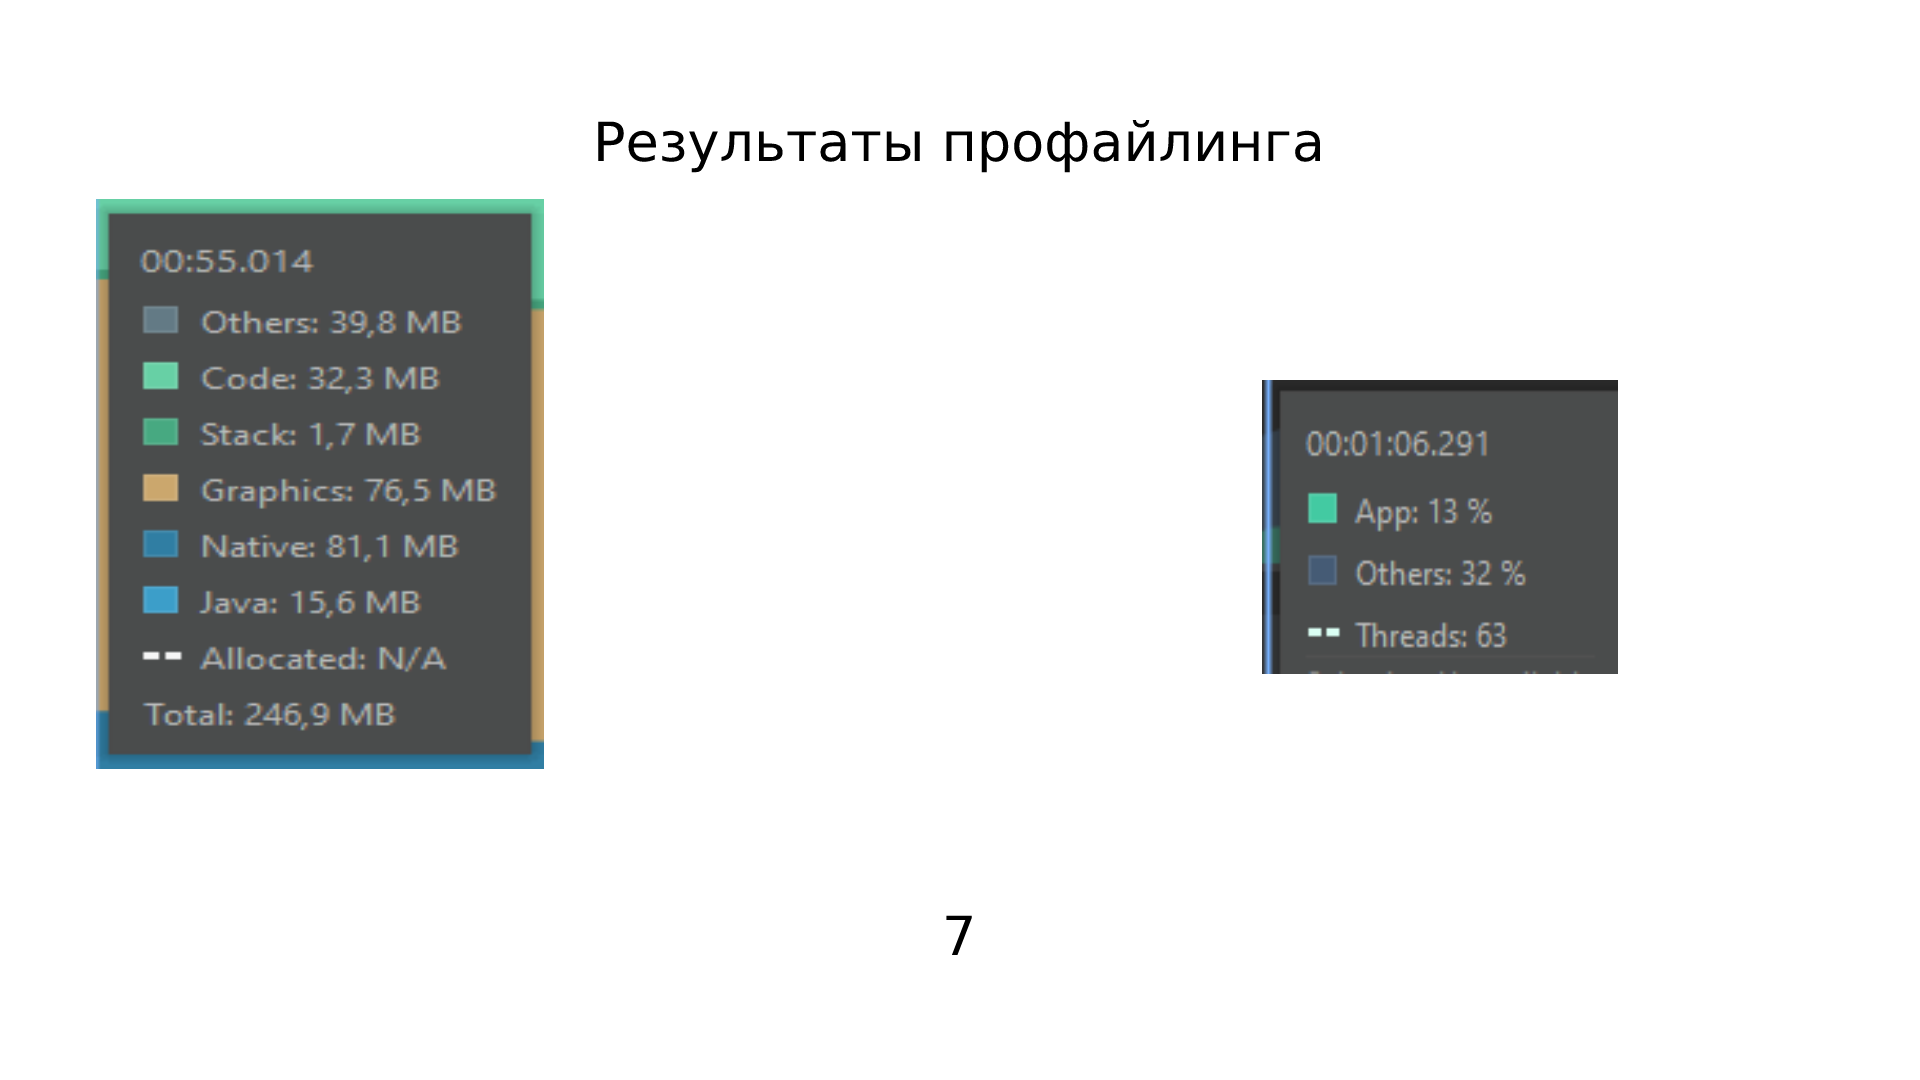 Результаты профайлинга
00:55.014
Others: 39,8 MB
Code: 32,3 MB
Stack: 1,7 MB
Graphics: 76,5 MB
Native: 81,1 MB
Java: 15,6 MB
Allocated: N/A
Total: 246,9 MB
00:01:06.291
App: 13 %
Others: 32 %
Threads: 63
7